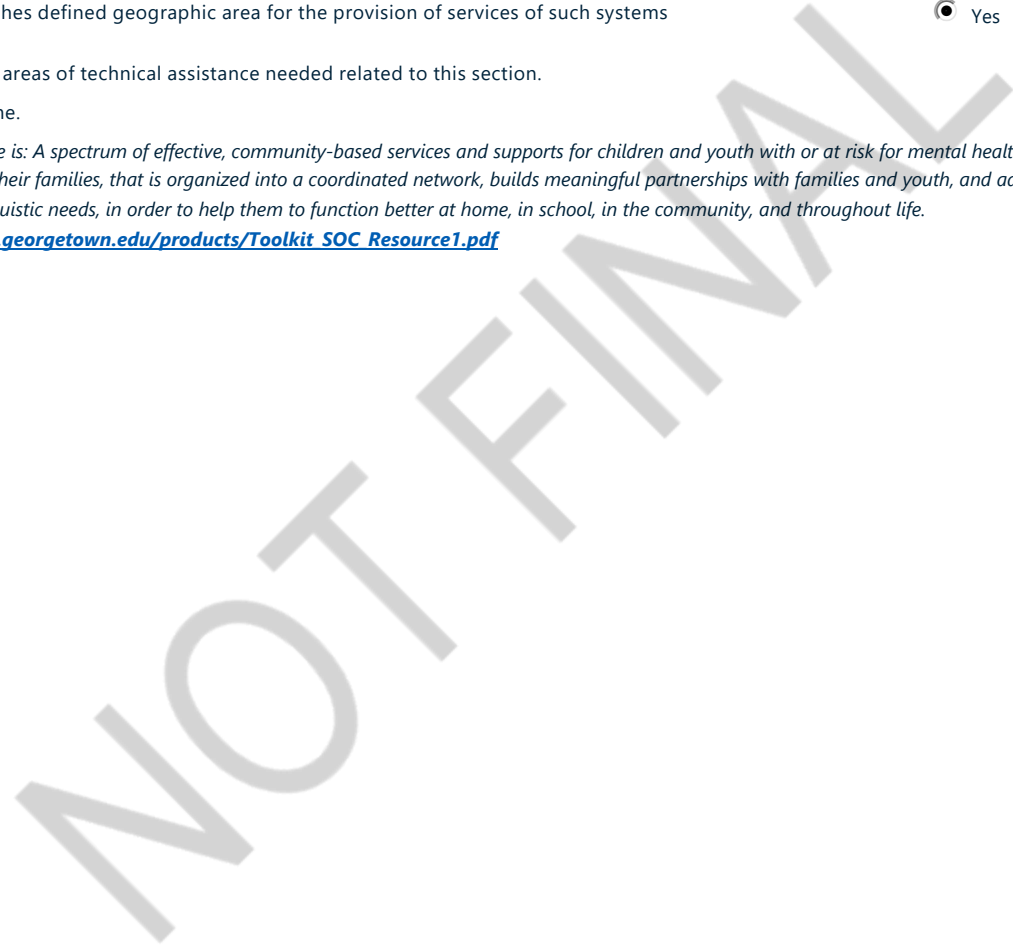 hes defined geographic area for the provision of services of such systems Yes
areas of technical assistance needed related to this section.
ne.
e is: A spectrum of effective, community-based services and supports for children and youth with or at risk for mental healt
heir families, that is organized into a coordinated network, builds meaningful partnerships with families and youth, and ad
uistic needs, in order to help them to function better at home, in school, in the community, and throughout life.
.georgetown.edu/products/Toolkit_SOC_Resource1.pdf
NOT FINAL